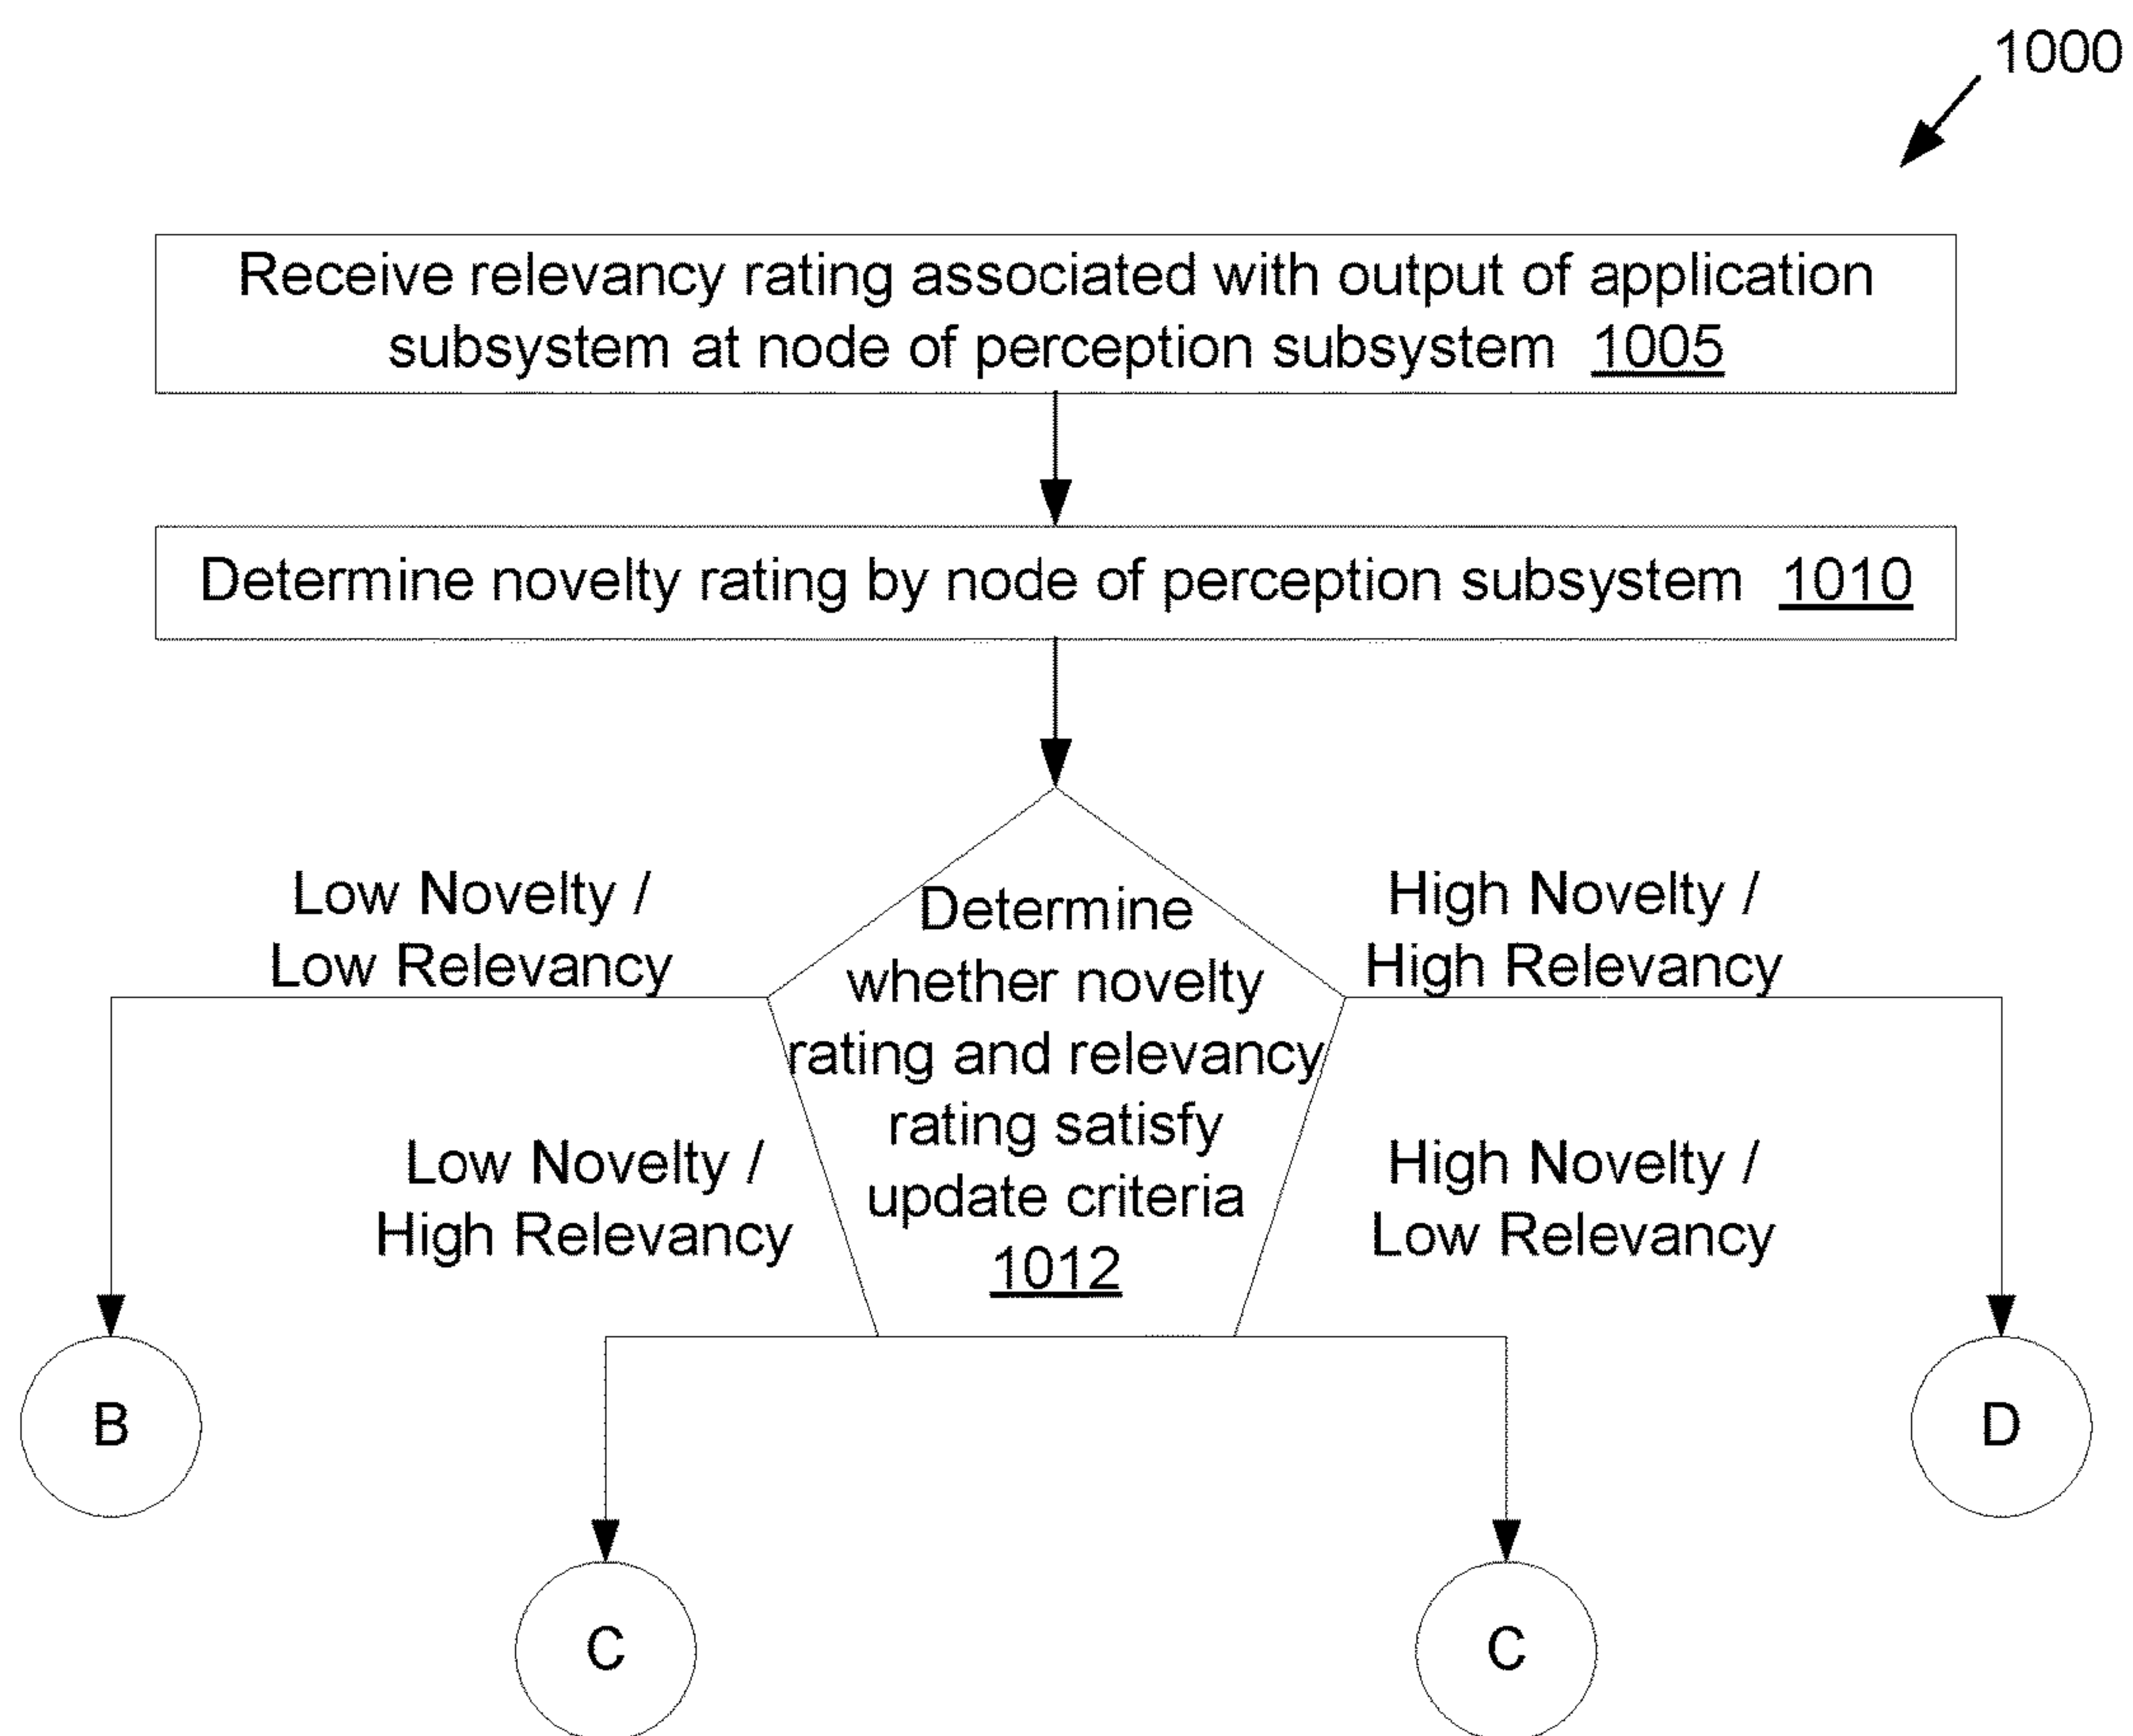 1000
Receive relevancy rating associated with output of application
subsystem at node of perception subsystem 1005
Determine novelty rating by node of perception subsystem 1010
Low Novelty /
Low Relevancy
High Novelty /
High Relevancy
Determine
whether novelty
rating and relevancy
rating satisfy
update criteria
1012
Low Novelty /
High Relevancy
High Novelty /
Low Relevancy
B
D
C
C